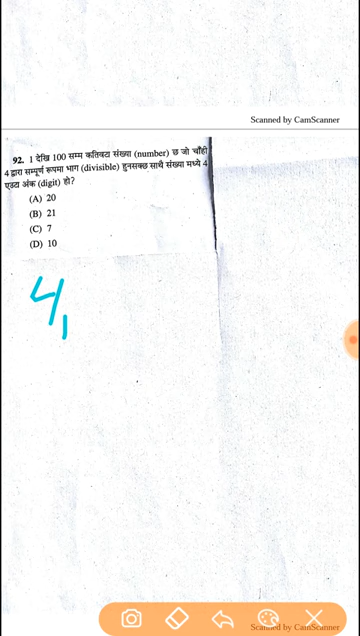 Scanned by CamScanner
92. 1 देखि 100 सम्म कतिवटा संख्या (number) छ जो चाँही
4 द्वारा सम्पूर्ण रूपमा भाग (divisible) हुनसक्छ साथै संख्या मध्ये 4
एउटा अंक (digit) हो?
(A) 20
(B) 21
(C) 7
(D) 10
4,
Scanned by CamScanner